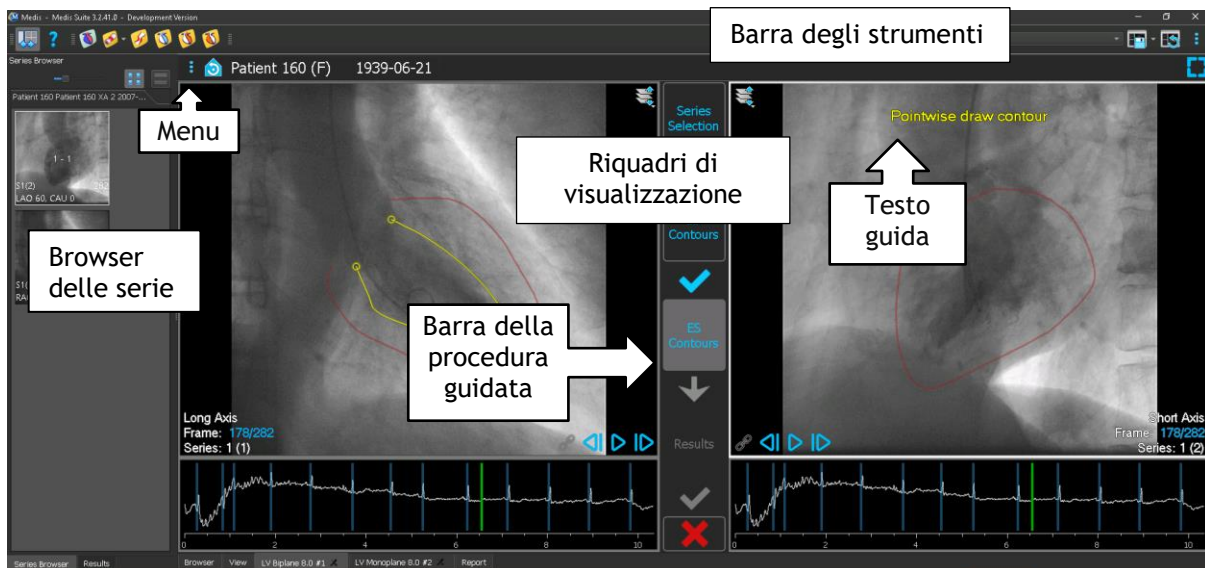 Medis - Medis Suite 3.2.41.0 - Development Version
Barra degli strumenti
Series Browser
Patient 160 (F) 1939-06-21
Patient 160 Patient 160 XA 2 2007-...
Menu
1 - 1
S1(2)
LAO 60, CAU 0
Browser
delle serie
Series
Selection
Riquadri di
visualizzazione
Contours
Pointwise draw contour
Testo
guida
Barra della
procedura
guidata
ES
Contours
Results
Long Axis
Frame: 178/282
Series: 1 (1)
Short Axis
Frame: 178/282
Series: 1 (2)
0 2 4 6 8 10
0 2 4 6 8 10
Series Browser Results
Browser View LV Biplane 8.0 #1 LV Monoplane 8.0 #2 Report